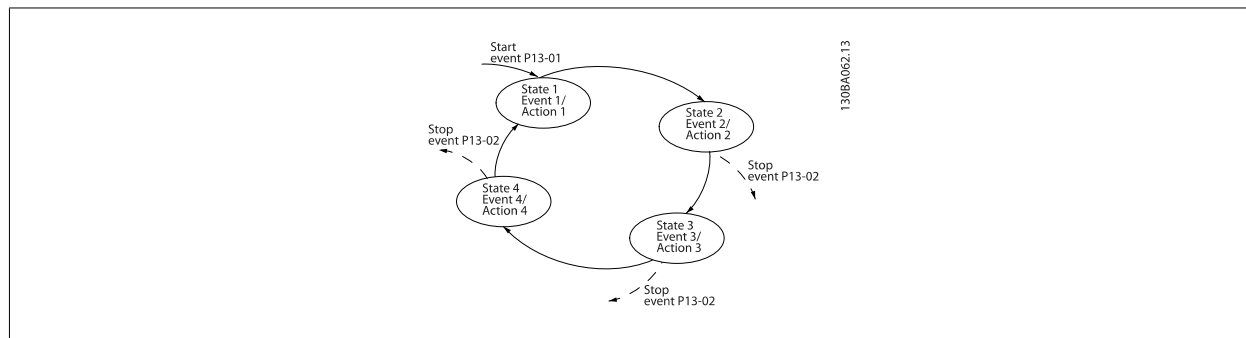 Start
event P13-01
130BA062.13
State 1
Event 1/
Action 1
State 2
Event 2/
Action 2
Stop
event P13-02
Stop
event P13-02
State 4
Event 4/
Action 4
State 3
Event 3/
Action 3
Stop
event P13-02